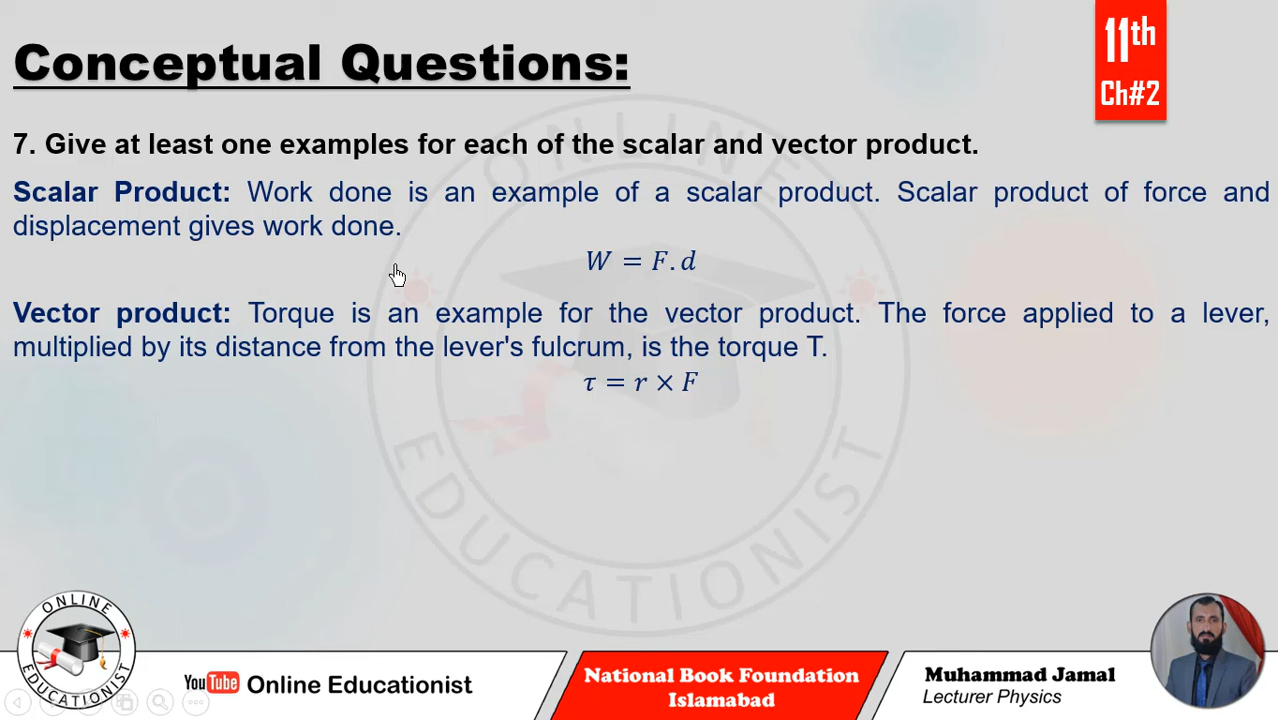 Conceptual Questions:
11th
Ch#2
7. Give at least one examples for each of the scalar and vector product.
Scalar Product: Work done is an example of a scalar product. Scalar product of force and
displacement gives work done.
W = F. d
Vector product: Torque is an example for the vector product. The force applied to a lever,
multiplied by its distance from the lever's fulcrum, is the torque T.
τ = r × F
ONLINE
EDUCATIONIST
ONLINE
EDUCATIONIST
YouTube Online Educationist
National Book Foundation
Islamabad
Muhammad Jamal
Lecturer Physics